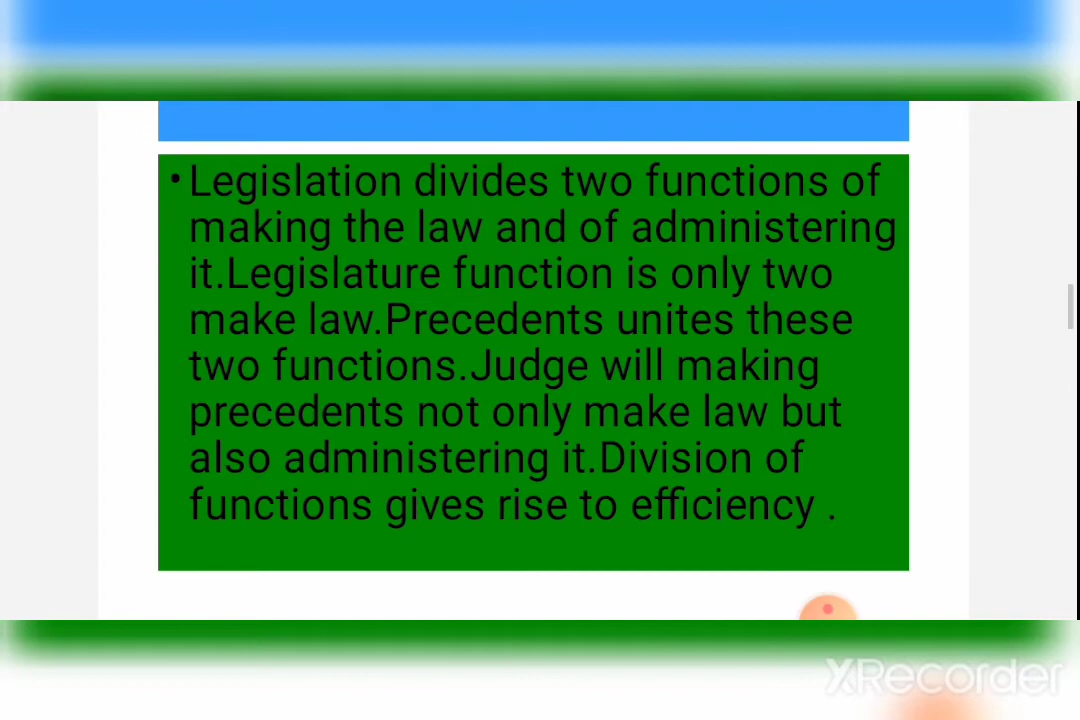 • Legislation divides two functions of
making the law and of administering
it.Legislature function is only two
make law.Precedents unites these
two functions.Judge will making
precedents not only make law but
also administering it.Division of
functions gives rise to efficiency .
XRecorder